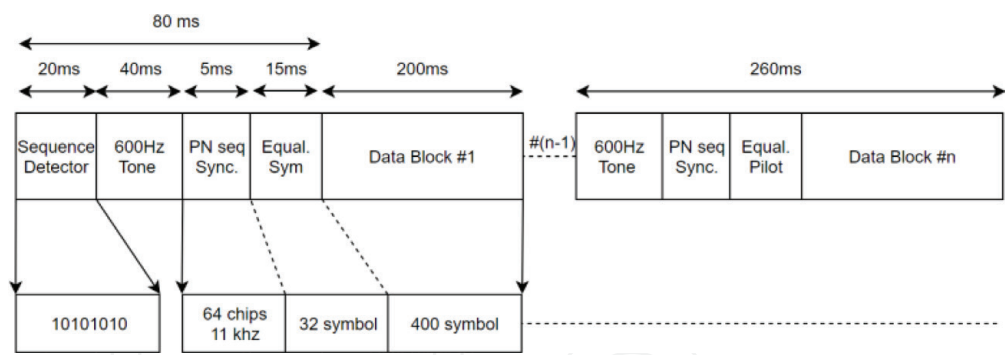 80 ms
20ms 40ms 5ms 15ms 200ms 260ms
Sequence
Detector
600Hz
Tone
PN seq
Sync.
Equal.
Sym
Data Block #1
#(n-1)
600Hz
Tone
PN seq
Sync.
Equal.
Pilot
Data Block #n
10101010
64 chips
11 khz
32 symbol
400 symbol